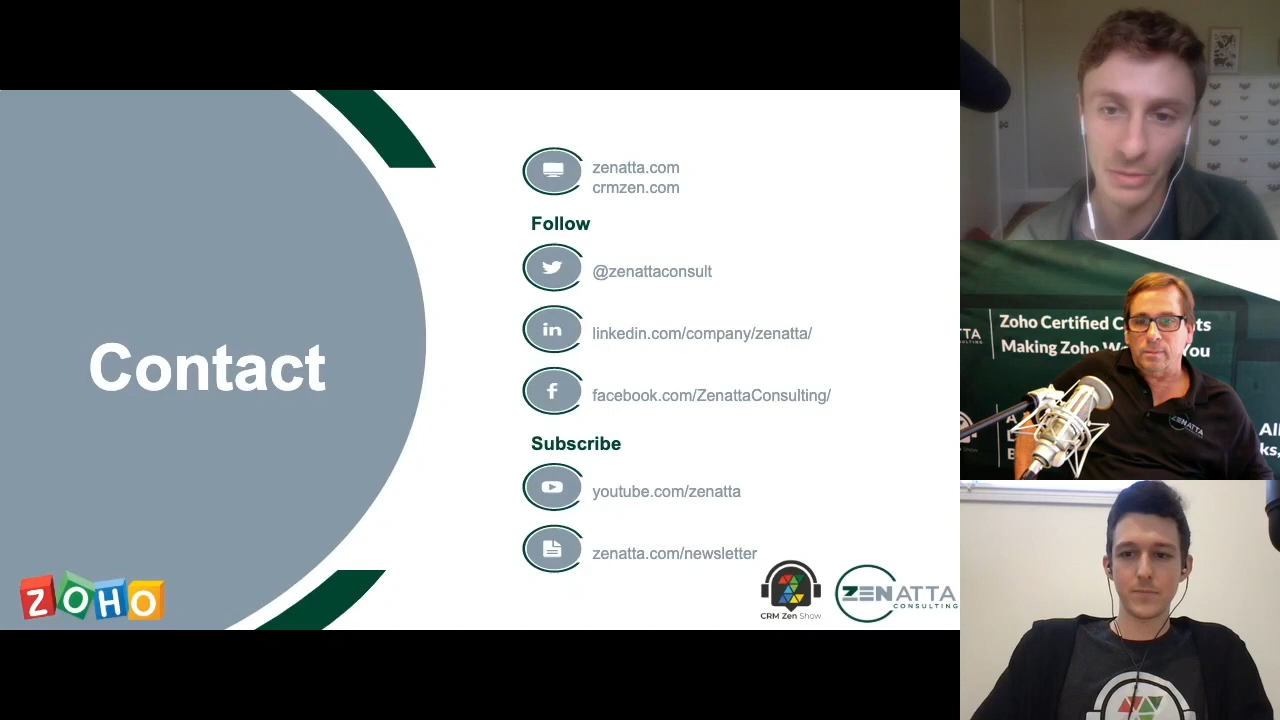 Contact
zenatta.com
crmzen.com
Follow
@zenattaconsult
linkedin.com/company/zenatta/
facebook.com/ZenattaConsulting/
Subscribe
youtube.com/zenatta
zenatta.com/newsletter
ZOHO
CRM Zen Show
ZENATTA
CONSULTING
Zoho Certified C
Making Zoho W
You
ZENATTA